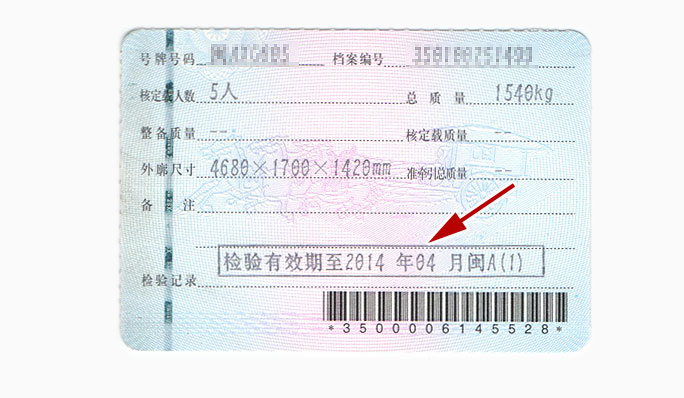 号牌号码 档案编号
核定载人数 5人 总质量 1540kg
整备质量 -- 核定载质量 --
外廓尺寸 4680×1700×1420mm 准牵引总质量 --
备注
检验有效期至2014年04月闽A(1)
检验记录
*3500006145528*